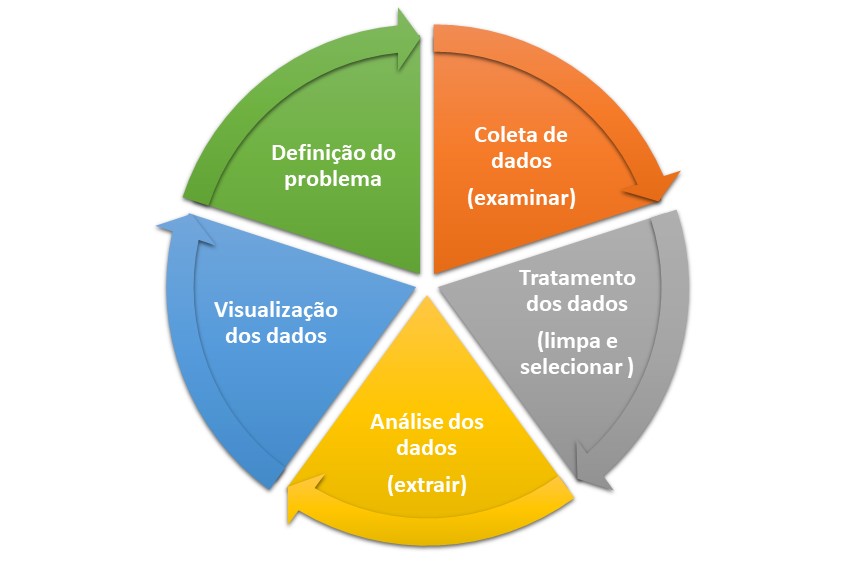 Definição do
problema
Coleta de
dados
(examinar)
Tratamento
dos dados
(limpa e
selecionar )
Análise dos
dados
(extrair)
Visualização
dos dados